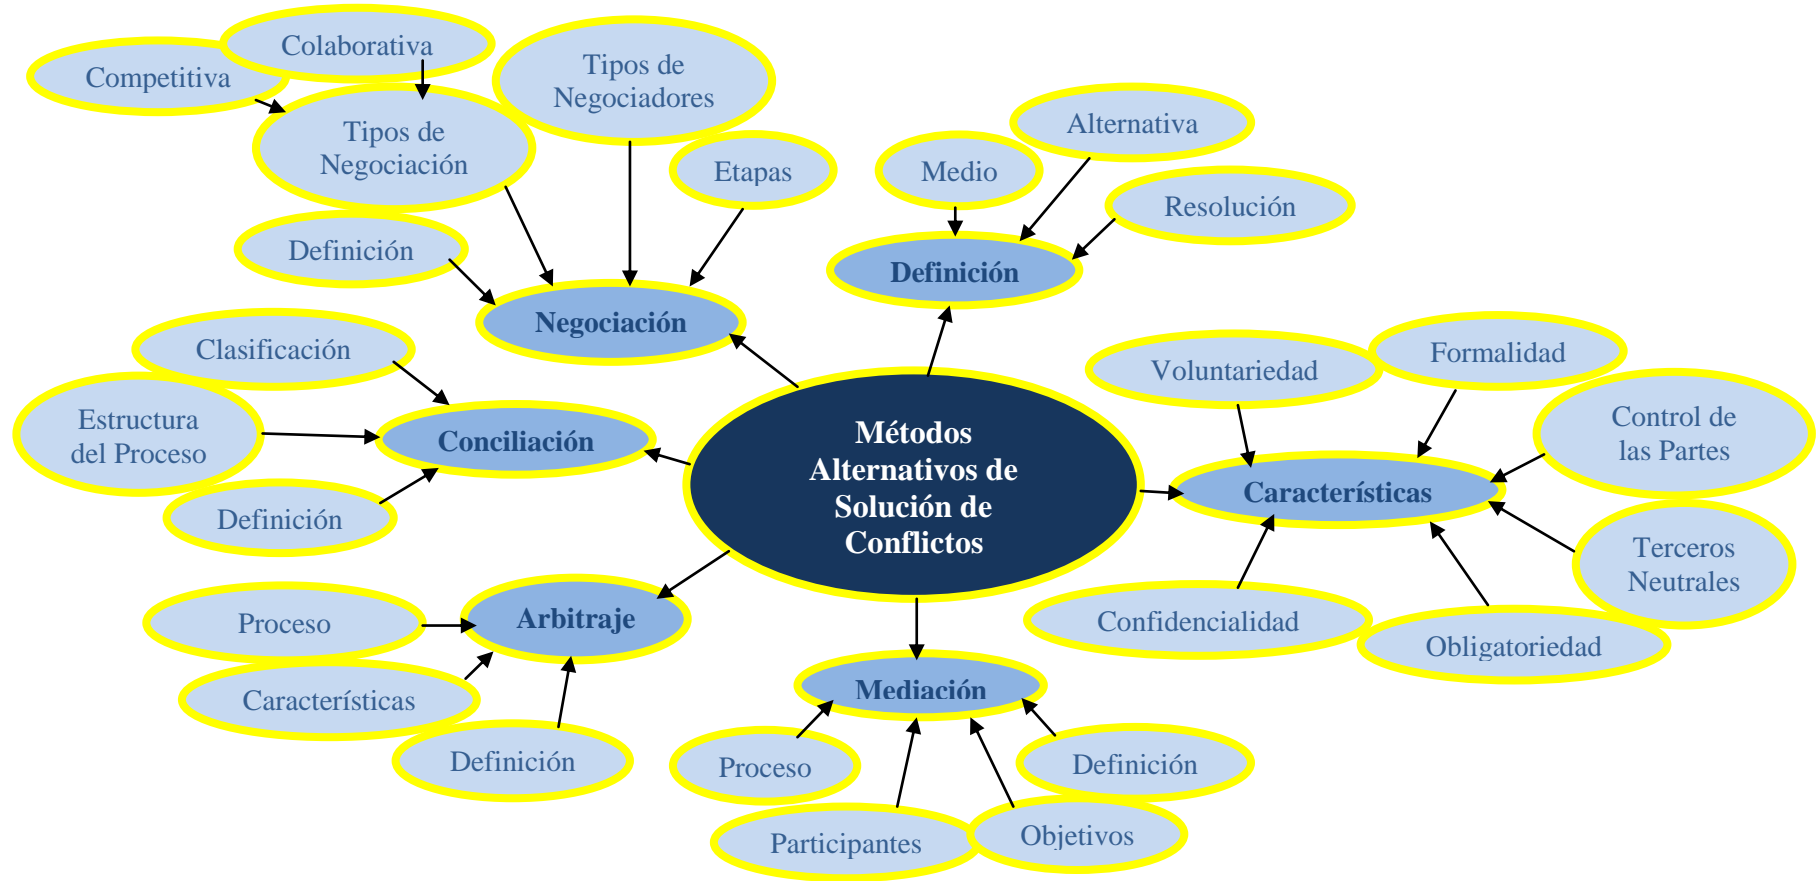 Colaborativa
Competitiva
Tipos de
Negociadores
Tipos de
Negociación
Etapas
Definición
Negociación
Alternativa
Medio
Resolución
Definición
Clasificación
Estructura
del Proceso
Definición
Conciliación
Métodos
Alternativos de
Solución de
Conflictos
Voluntariedad
Formalidad
Control de
las Partes
Características
Terceros
Neutrales
Confidencialidad
Obligatoriedad
Proceso
Arbitraje
Características
Definición
Mediación
Proceso
Definición
Participantes
Objetivos